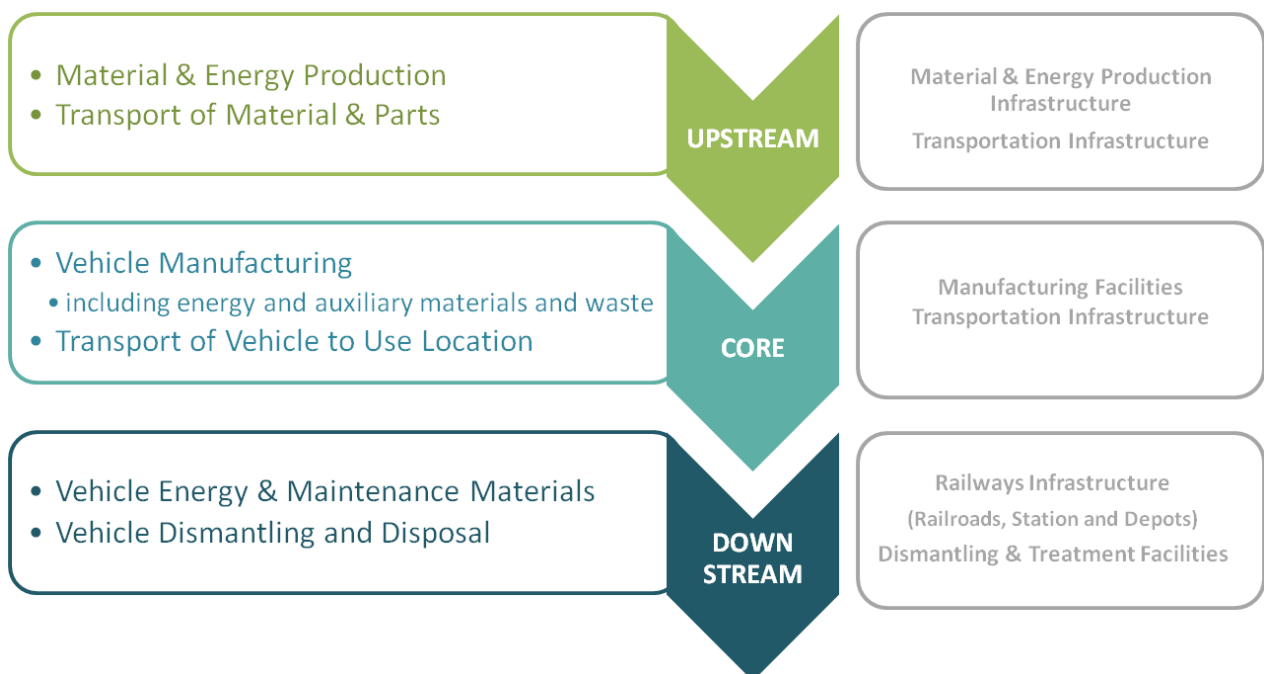 • Material & Energy Production
• Transport of Material & Parts
UPSTREAM
Material & Energy Production
Infrastructure
Transportation Infrastructure
• Vehicle Manufacturing
• including energy and auxiliary materials and waste
• Transport of Vehicle to Use Location
CORE
Manufacturing Facilities
Transportation Infrastructure
• Vehicle Energy & Maintenance Materials
• Vehicle Dismantling and Disposal
DOWN
STREAM
Railways Infrastructure
(Railroads, Station and Depots)
Dismantling & Treatment Facilities